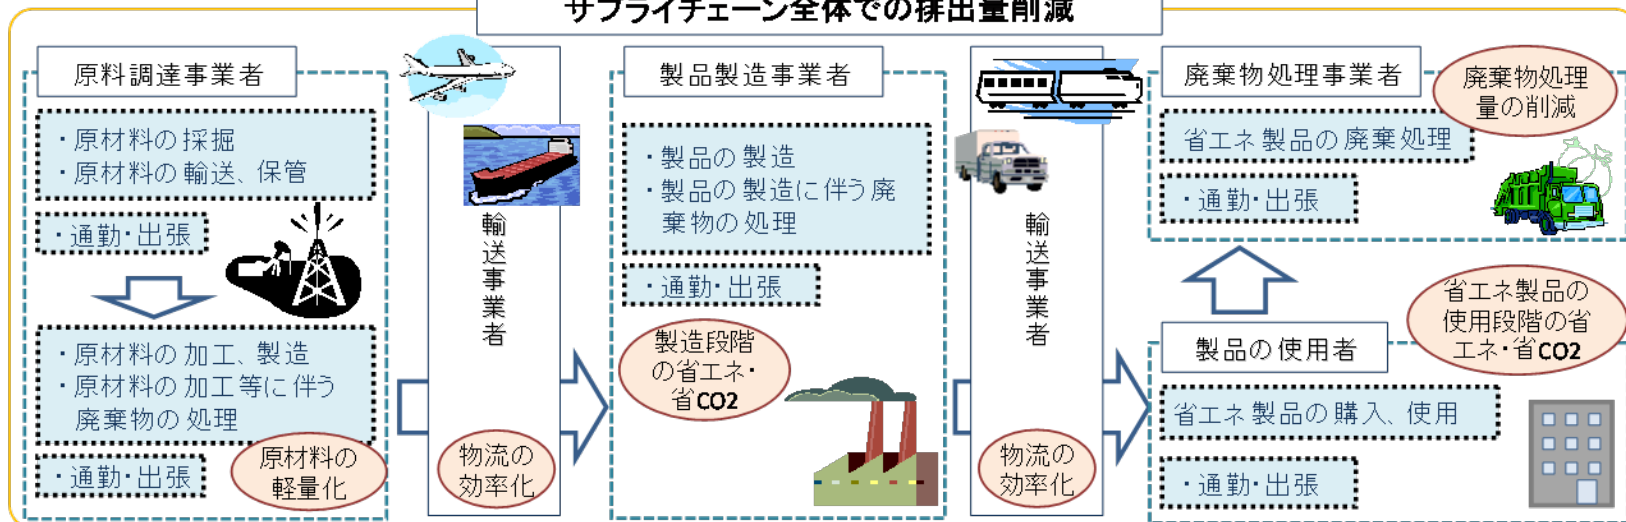 サプライチェーン全体での排出量削減
原料調達事業者
・原材料の採掘
・原材料の輸送、保管
・通勤・出張
・原材料の加工、製造
・原材料の加工等に伴う
廃棄物の処理
・通勤・出張
原材料の
軽量化
輸送事業者
物流の
効率化
製品製造事業者
・製品の製造
・製品の製造に伴う廃
棄物の処理
・通勤・出張
製造段階
の省エネ・
省CO2
輸送事業者
物流の
効率化
廃棄物処理事業者
廃棄物処理
量の削減
省エネ製品の廃棄処理
・通勤・出張
省エネ製品の
使用段階の省
エネ・省CO2
製品の使用者
省エネ製品の購入、使用
・通勤・出張